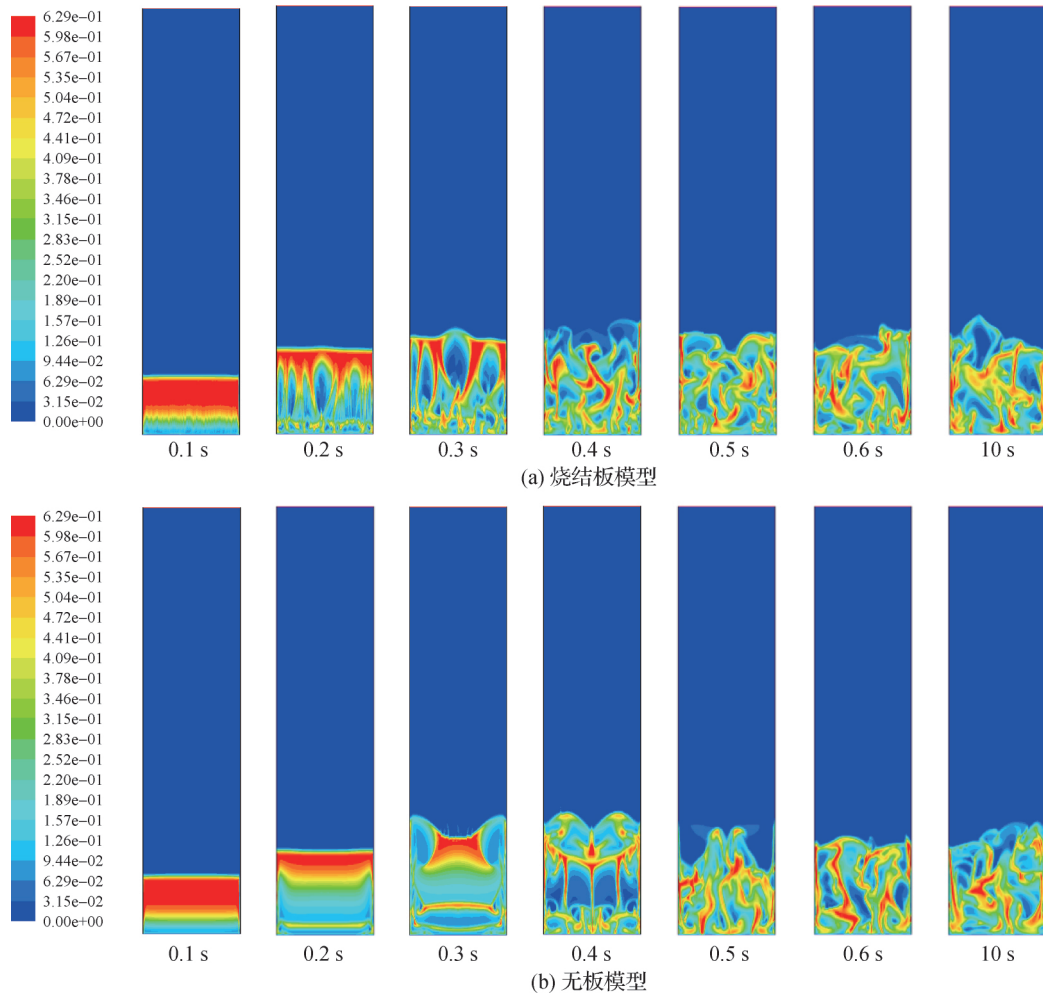 6.29e−01
5.98e−01
5.67e−01
5.35e−01
5.04e−01
4.72e−01
4.41e−01
4.09e−01
3.78e−01
3.46e−01
3.15e−01
2.83e−01
2.52e−01
2.20e−01
1.89e−01
1.57e−01
1.26e−01
9.44e−02
6.29e−02
3.15e−02
0.00e+00
0.1 s 0.2 s 0.3 s 0.4 s 0.5 s 0.6 s 10 s
(a) 烧结板模型
6.29e−01
5.98e−01
5.67e−01
5.35e−01
5.04e−01
4.72e−01
4.41e−01
4.09e−01
3.78e−01
3.46e−01
3.15e−01
2.83e−01
2.52e−01
2.20e−01
1.89e−01
1.57e−01
1.26e−01
9.44e−02
6.29e−02
3.15e−02
0.00e+00
0.1 s 0.2 s 0.3 s 0.4 s 0.5 s 0.6 s 10 s
(b) 无板模型